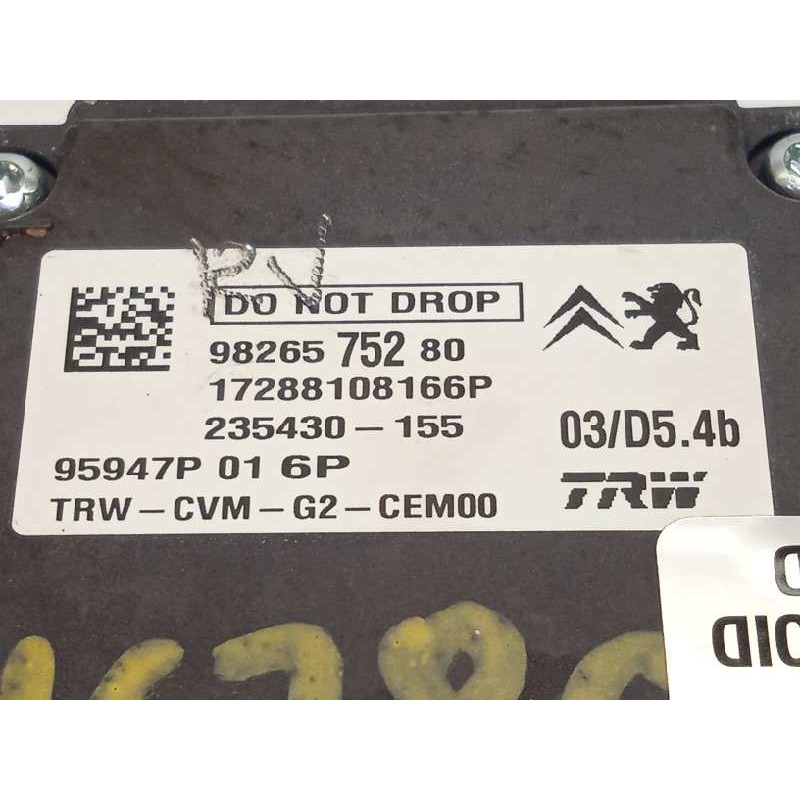 DO NOT DROP
98265 752 80
17288108166P
235430-155
03/D5.4b
95947P 01 6P
TRW
TRW-CVM-G2-CEM00